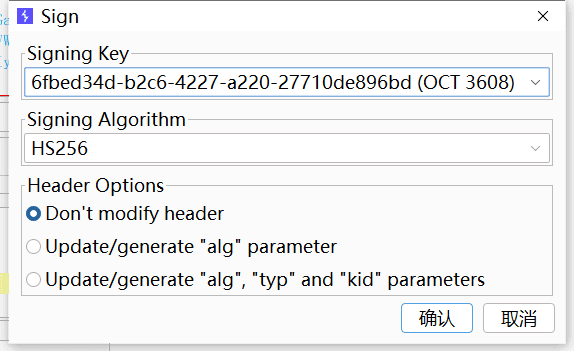 Sign
Signing Key
6fbed34d-b2c6-4227-a220-27710de896bd (OCT 3608)
Signing Algorithm
HS256
Header Options
Don't modify header
Update/generate "alg" parameter
Update/generate "alg", "typ" and "kid" parameters
确认 取消